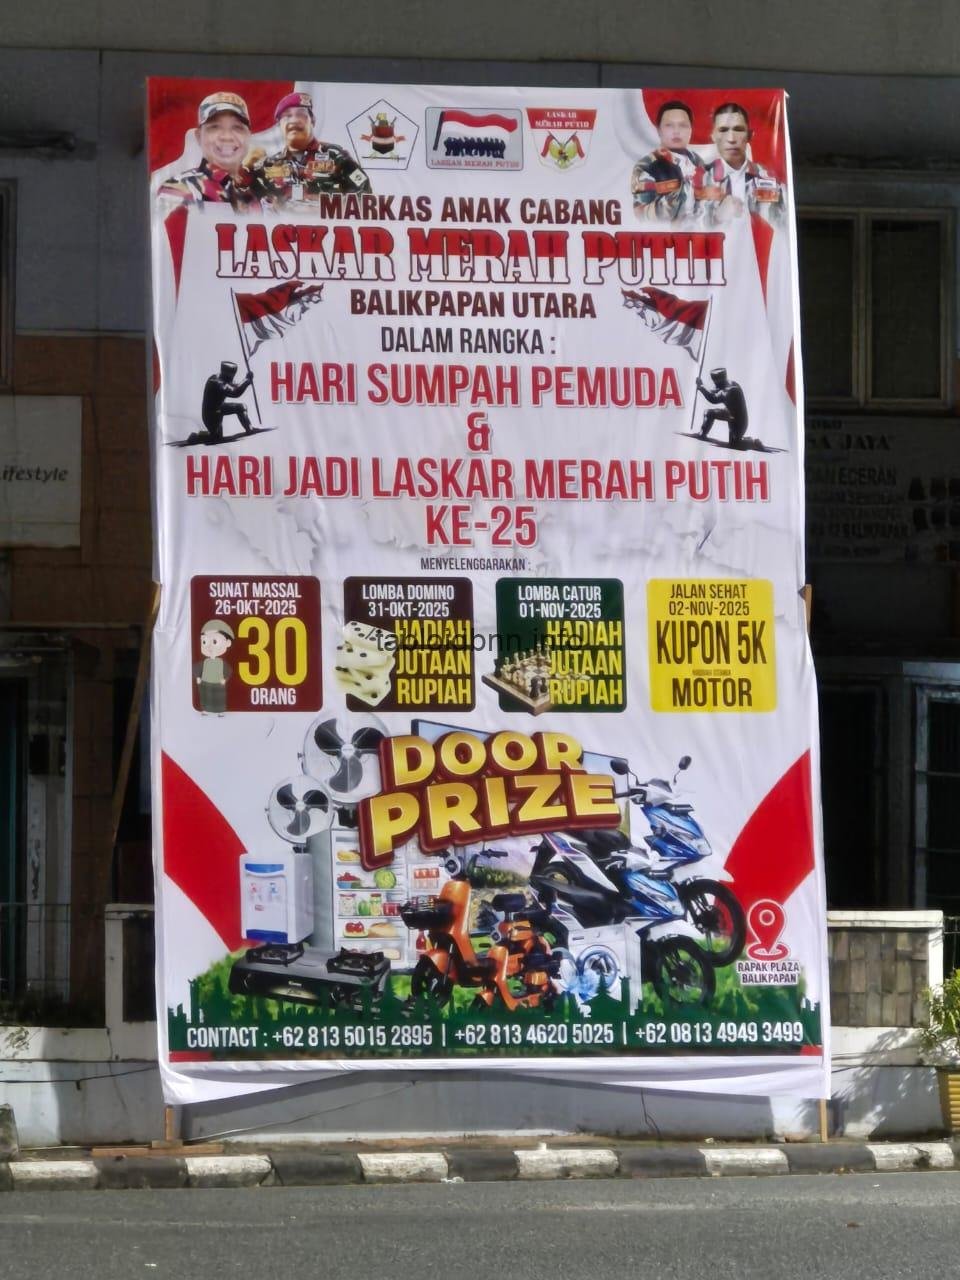 LASKAR MERAH PUTIH
LASKAR
MERAH PUTIH
MARKAS ANAK CABANG
LASKAR MERAH PUTIH
BALIKPAPAN UTARA
DALAM RANGKA :
HARI SUMPAH PEMUDA
&
HARI JADI LASKAR MERAH PUTIH
KE-25
MENYELENGGARAKAN :
SUNAT MASSAL
26-OKT-2025
30
ORANG
LOMBA DOMINO
31-OKT-2025
HADIAH
JUTAAN
RUPIAH
LOMBA CATUR
01-NOV-2025
HADIAH
JUTAAN
RUPIAH
JALAN SEHAT
02-NOV-2025
KUPON 5K
MOTOR
tabloidbnn.info
DOOR
PRIZE
RAPAK PLAZA
BALIKPAPAN
CONTACT : +62 813 5015 2895 | +62 813 4620 5025 | +62 0813 4949 3499
Lifestyle